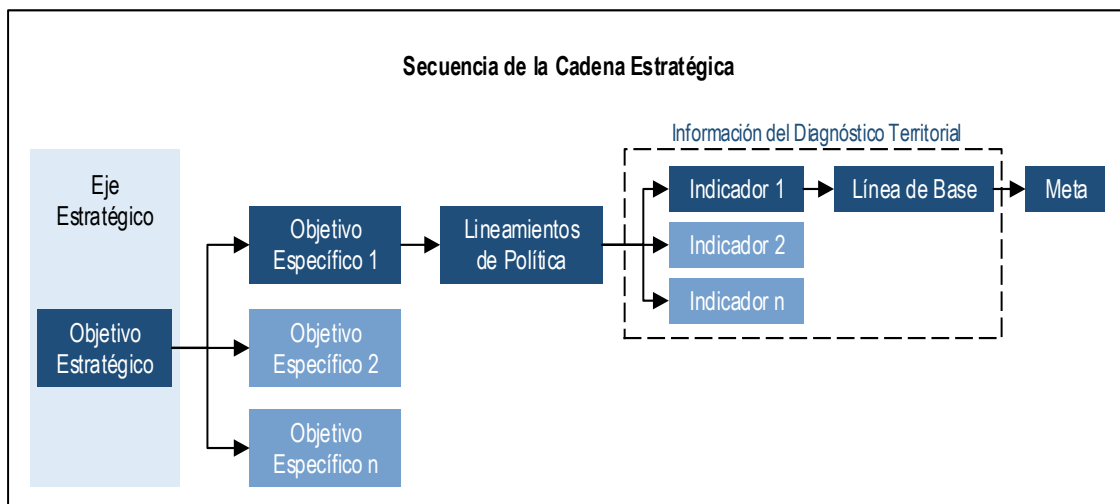 Secuencia de la Cadena Estratégica
Información del Diagnóstico Territorial
Eje
Estratégico
Objetivo
Estratégico
Objetivo
Específico 1
Objetivo
Específico 2
Objetivo
Específico n
Lineamientos
de Política
Indicador 1
Indicador 2
Indicador n
Línea de Base
Meta